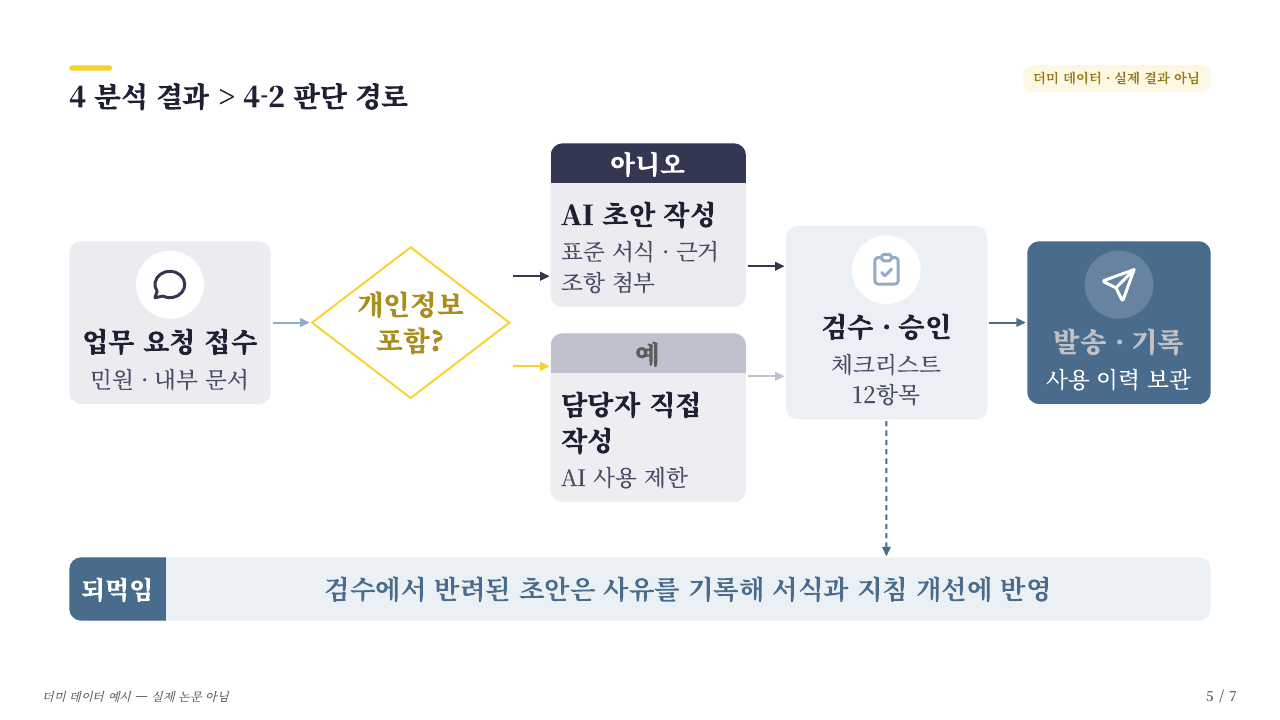 4 분석 결과 > 4-2 판단 경로
더미 데이터 · 실제 결과 아님
업무 요청 접수
민원 · 내부 문서
개인정보
포함?
아니오
AI 초안 작성
표준 서식 · 근거
조항 첨부
예
담당자 직접
작성
AI 사용 제한
검수 · 승인
체크리스트
12항목
발송 · 기록
사용 이력 보관
되먹임
검수에서 반려된 초안은 사유를 기록해 서식과 지침 개선에 반영
더미 데이터 예시 — 실제 논문 아님
5 / 7